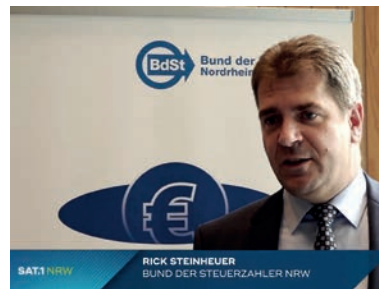 BdSt
Bund der
Nordrhein
€
SAT.1 NRW
RICK STEINHEUER
BUND DER STEUERZAHLER NRW